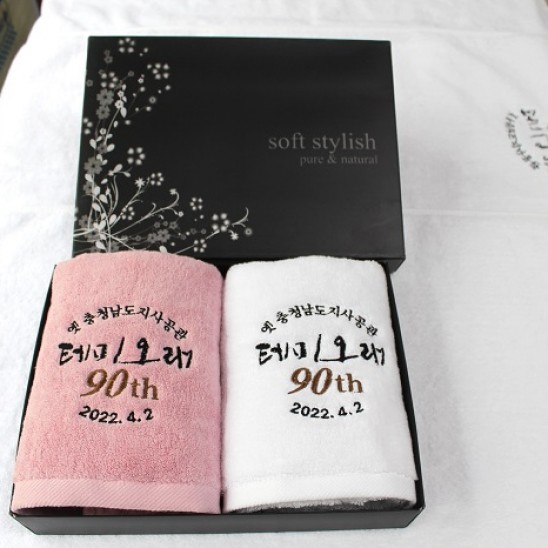 soft stylish
pure & natural
옛 충청남도지사공관
테미오래
90th
2022.4.2
옛 충청남도지사공관
테미오래
90th
2022.4.2